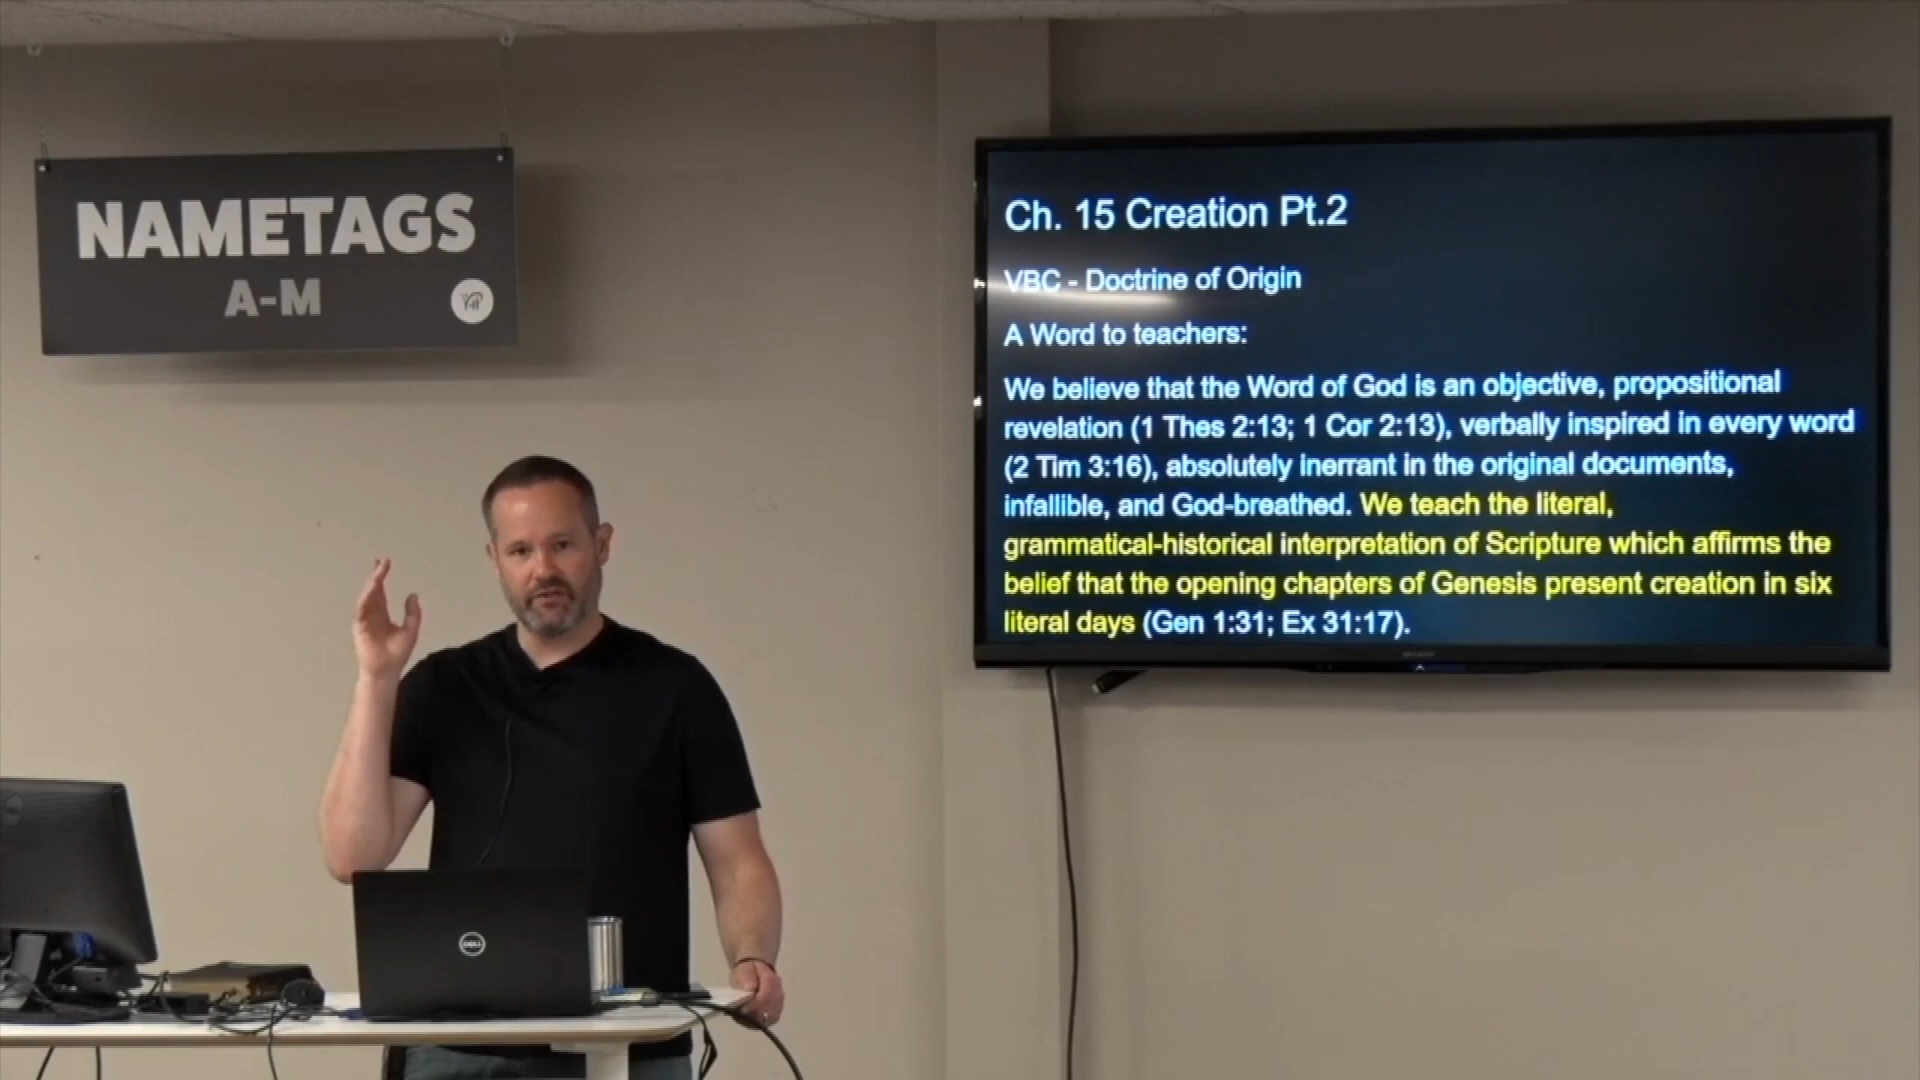 NAMETAGS
A-M
Ch. 15 Creation Pt.2
VBC - Doctrine of Origin
A Word to teachers:
We believe that the Word of God is an objective, propositional
revelation (1 Thes 2:13; 1 Cor 2:13), verbally inspired in every word
(2 Tim 3:16), absolutely inerrant in the original documents,
infallible, and God-breathed. We teach the literal,
grammatical-historical interpretation of Scripture which affirms the
belief that the opening chapters of Genesis present creation in six
literal days (Gen 1:31; Ex 31:17).
DELL